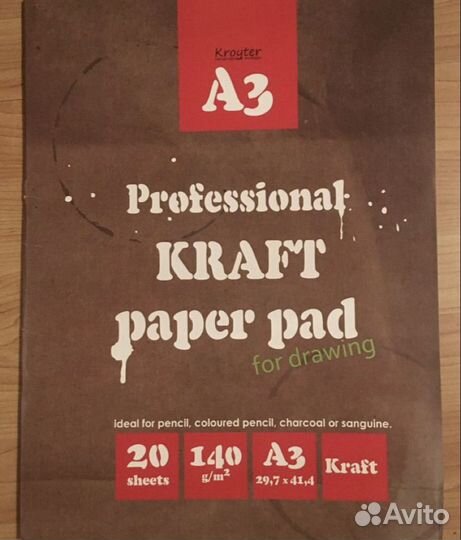 Kroyter
A3
Professional
KRAFT
paper pad
for drawing
ideal for pencil, coloured pencil, charcoal or sanguine.
20 sheets
140 g/m²
A3 29,7 x 41,4
Kraft
Avito